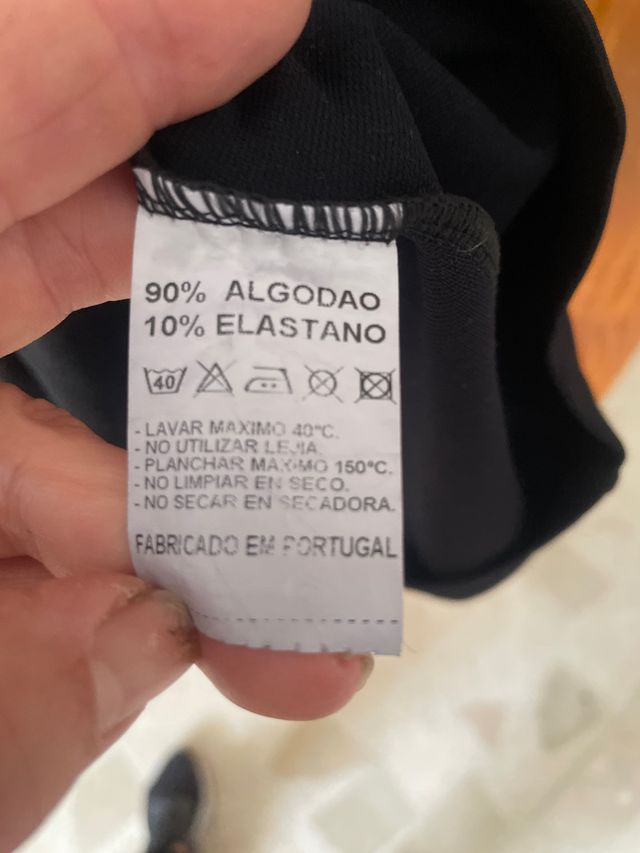 90% ALGODAO
10% ELASTANO
40
- LAVAR MAXIMO 40°C.
- NO UTILIZAR LEJIA.
- PLANCHAR MAXIMO 150°C.
- NO LIMPIAR EN SECO.
- NO SECAR EN SECADORA.
FABRICADO EM PORTUGAL